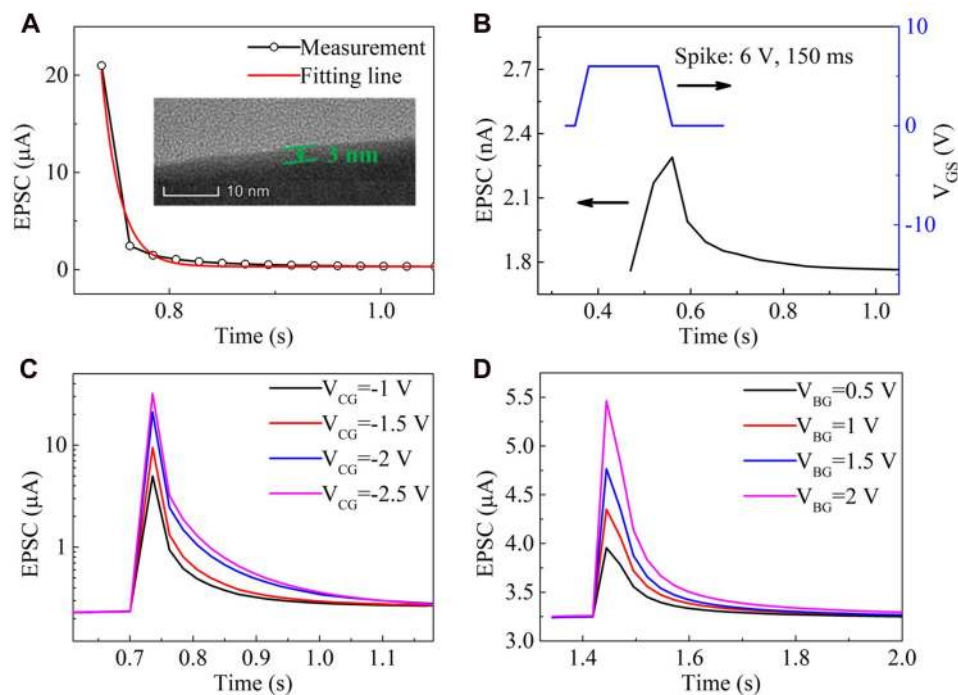 A
Measurement
Fitting line
3 nm
10 nm
20
10
0
EPSC (μA)
0.8
0.9
1.0
Time (s)
B
Spike: 6 V, 150 ms
2.7
2.4
2.1
1.8
EPSC (nA)
10
0
-10
V_GS (V)
0.4
0.6
0.8
1.0
Time (s)
C
V_CG=-1 V
V_CG=-1.5 V
V_CG=-2 V
V_CG=-2.5 V
10
1
EPSC (μA)
0.7
0.8
0.9
1.0
1.1
Time (s)
D
V_BG=0.5 V
V_BG=1 V
V_BG=1.5 V
V_BG=2 V
5.5
5.0
4.5
4.0
3.5
3.0
EPSC (μA)
1.4
1.6
1.8
2.0
Time (s)